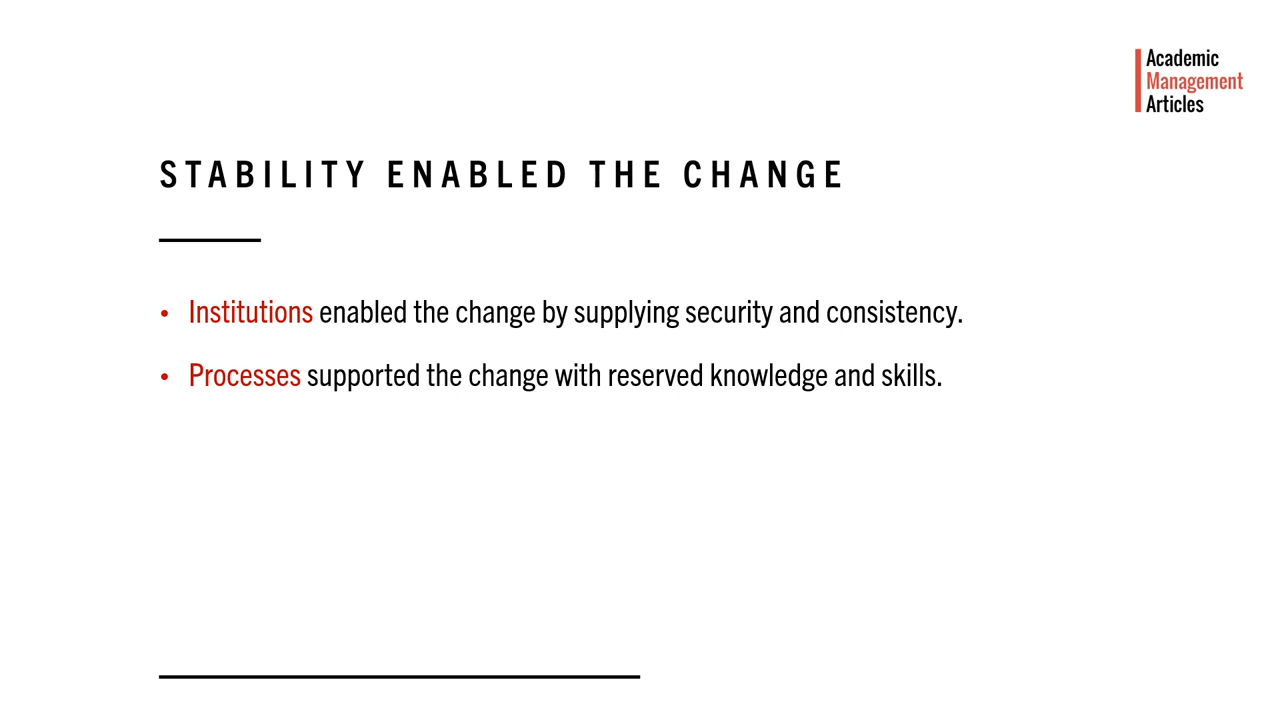 Academic
Management
Articles
STABILITY ENABLED THE CHANGE
• Institutions enabled the change by supplying security and consistency.
• Processes supported the change with reserved knowledge and skills.